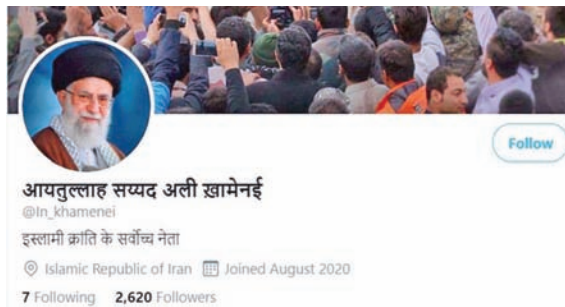 Follow
आयतुल्लाह सय्यद अली ख़ामेनई
@In_khamenei
इस्लामी क्रांति के सर्वोच्च नेता
Islamic Republic of Iran Joined August 2020
7 Following 2,620 Followers